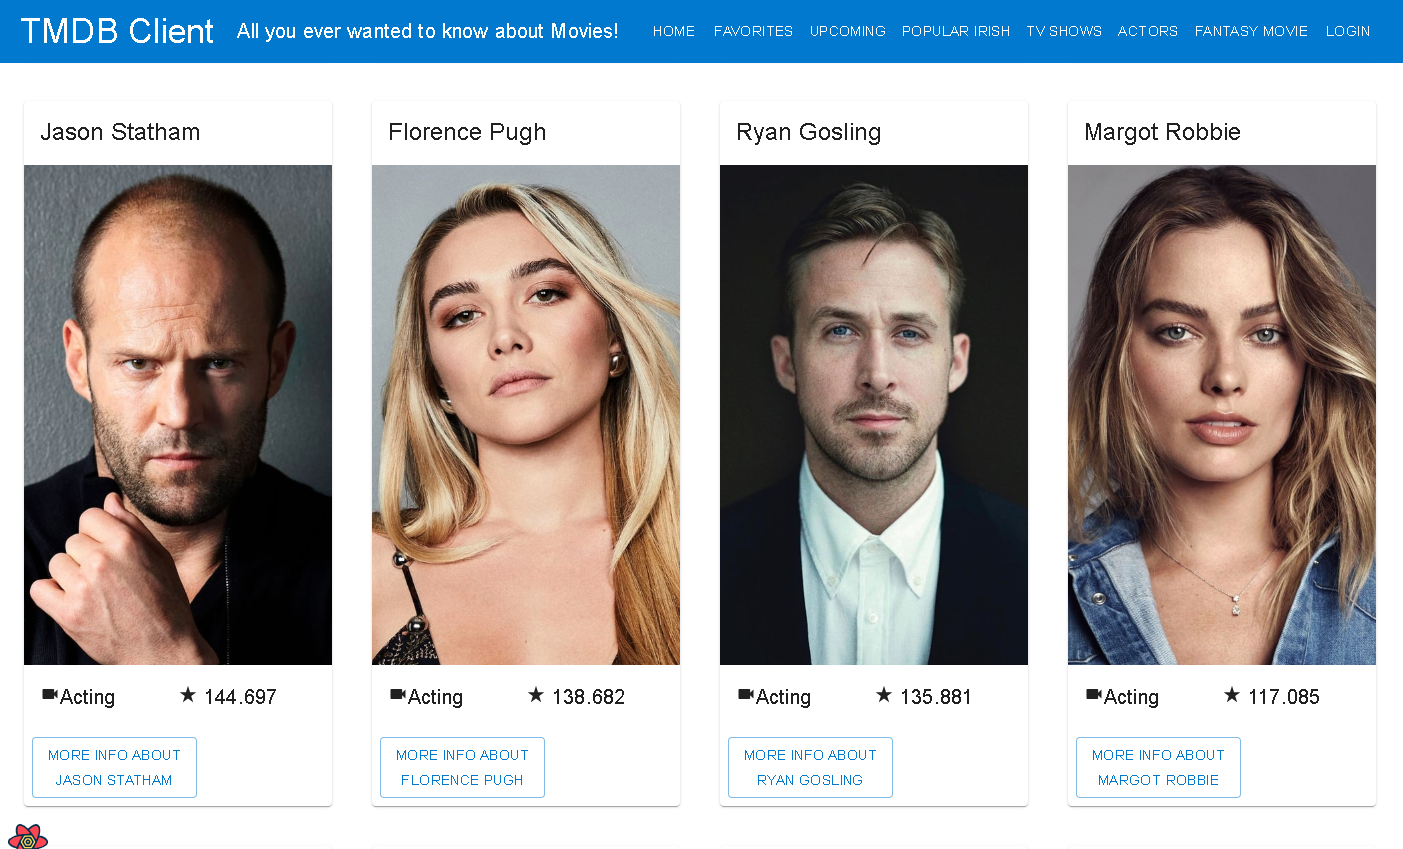 TMDB Client All you ever wanted to know about Movies! HOME FAVORITES UPCOMING POPULAR IRISH TV SHOWS ACTORS FANTASY MOVIE LOGIN
Jason Statham
Florence Pugh
Ryan Gosling
Margot Robbie
Acting 144.697
Acting 138.682
Acting 135.881
Acting 117.085
MORE INFO ABOUT
JASON STATHAM
MORE INFO ABOUT
FLORENCE PUGH
MORE INFO ABOUT
RYAN GOSLING
MORE INFO ABOUT
MARGOT ROBBIE